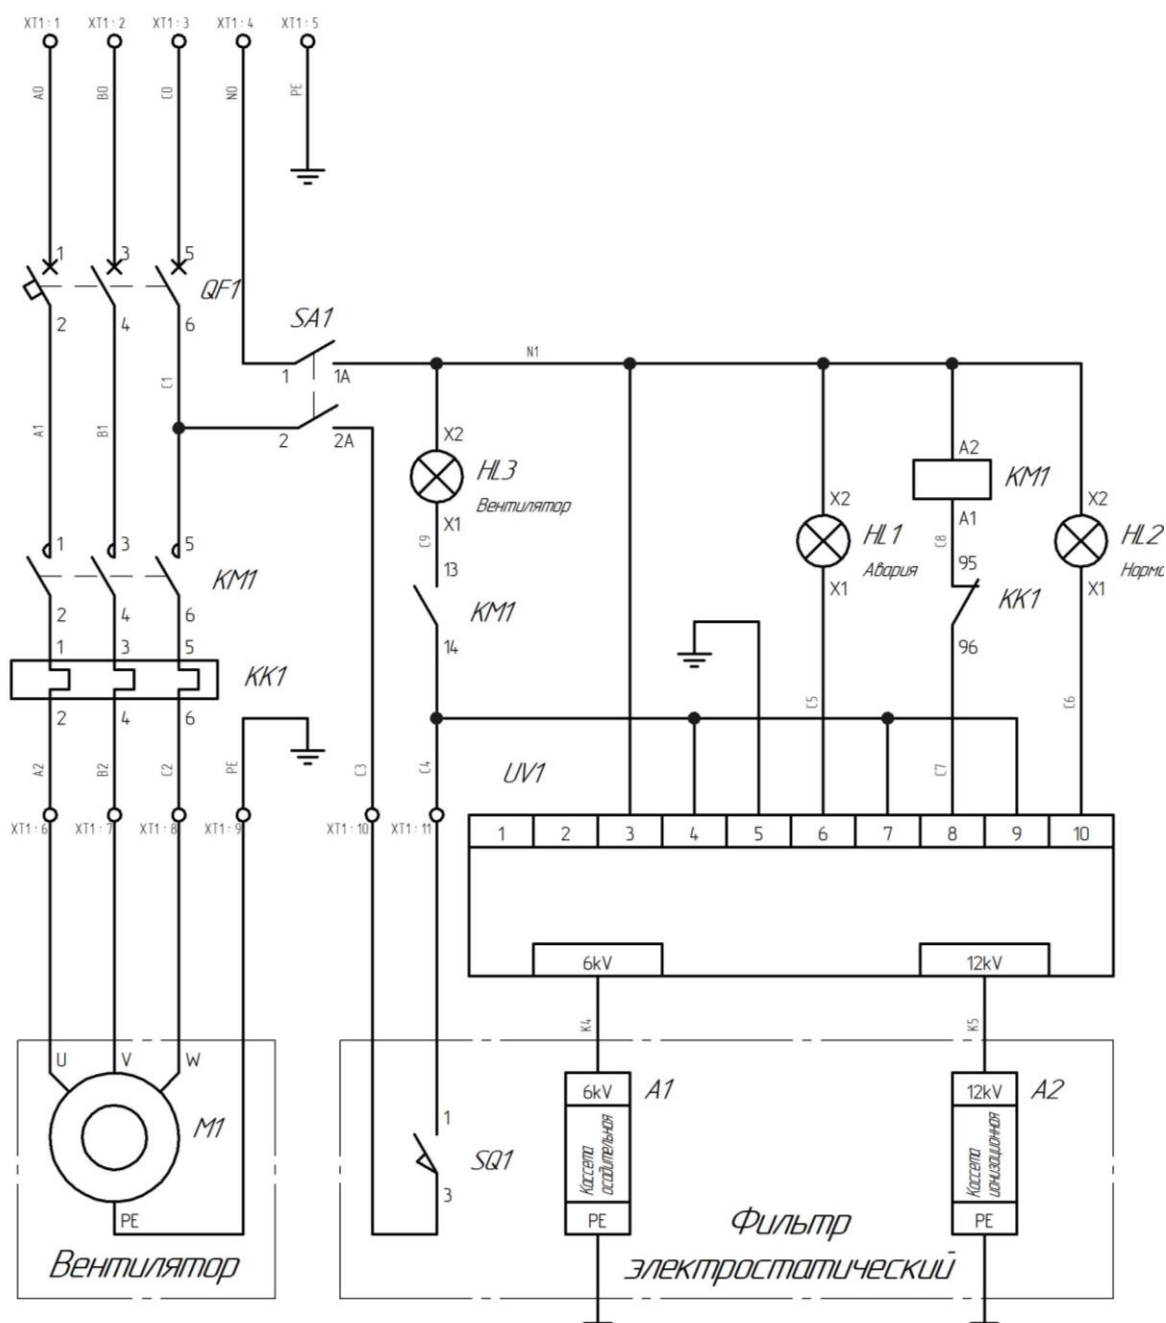 XT1:1 XT1:2 XT1:3 XT1:4 XT1:5
A0 B0 C0 N0 PE
1 3 5
QF1
2 4 6
SA1
N1
1 1A
C1
2 2A
A1 B1
X2
HL3
Вентилятор
X1
A2
KM1
A1
X2
HL1
Авария
X1
X2
HL2
X1
C9
C8
13
95
1 3 5
KM1
KM1
KK1
2 4 6
14
96
1 3 5
KK1
2 4 6
C5
C6
A2 B2 C2 PE C3 C4
C7
UV1
XT1:6 XT1:7 XT1:8 XT1:9 XT1:10 XT1:11
1 2 3 4 5 6 7 8 9 10
6kV 12kV
K4 K5
U V W
M1
PE
Вентилятор
1
SQ1
3
6kV
A1
Кассета
осадительная
PE
12kV
A2
Кассета
ионизационная
PE
Фильтр
электростатический